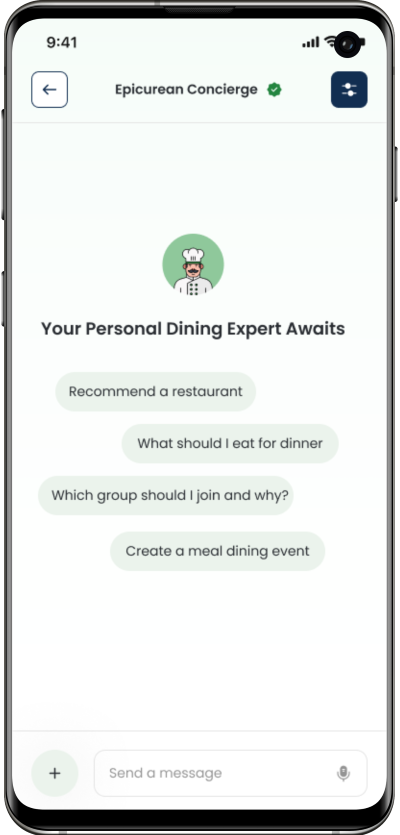 9:41
Epicurean Concierge
Your Personal Dining Expert Awaits
Recommend a restaurant
What should I eat for dinner
Which group should I join and why?
Create a meal dining event
Send a message